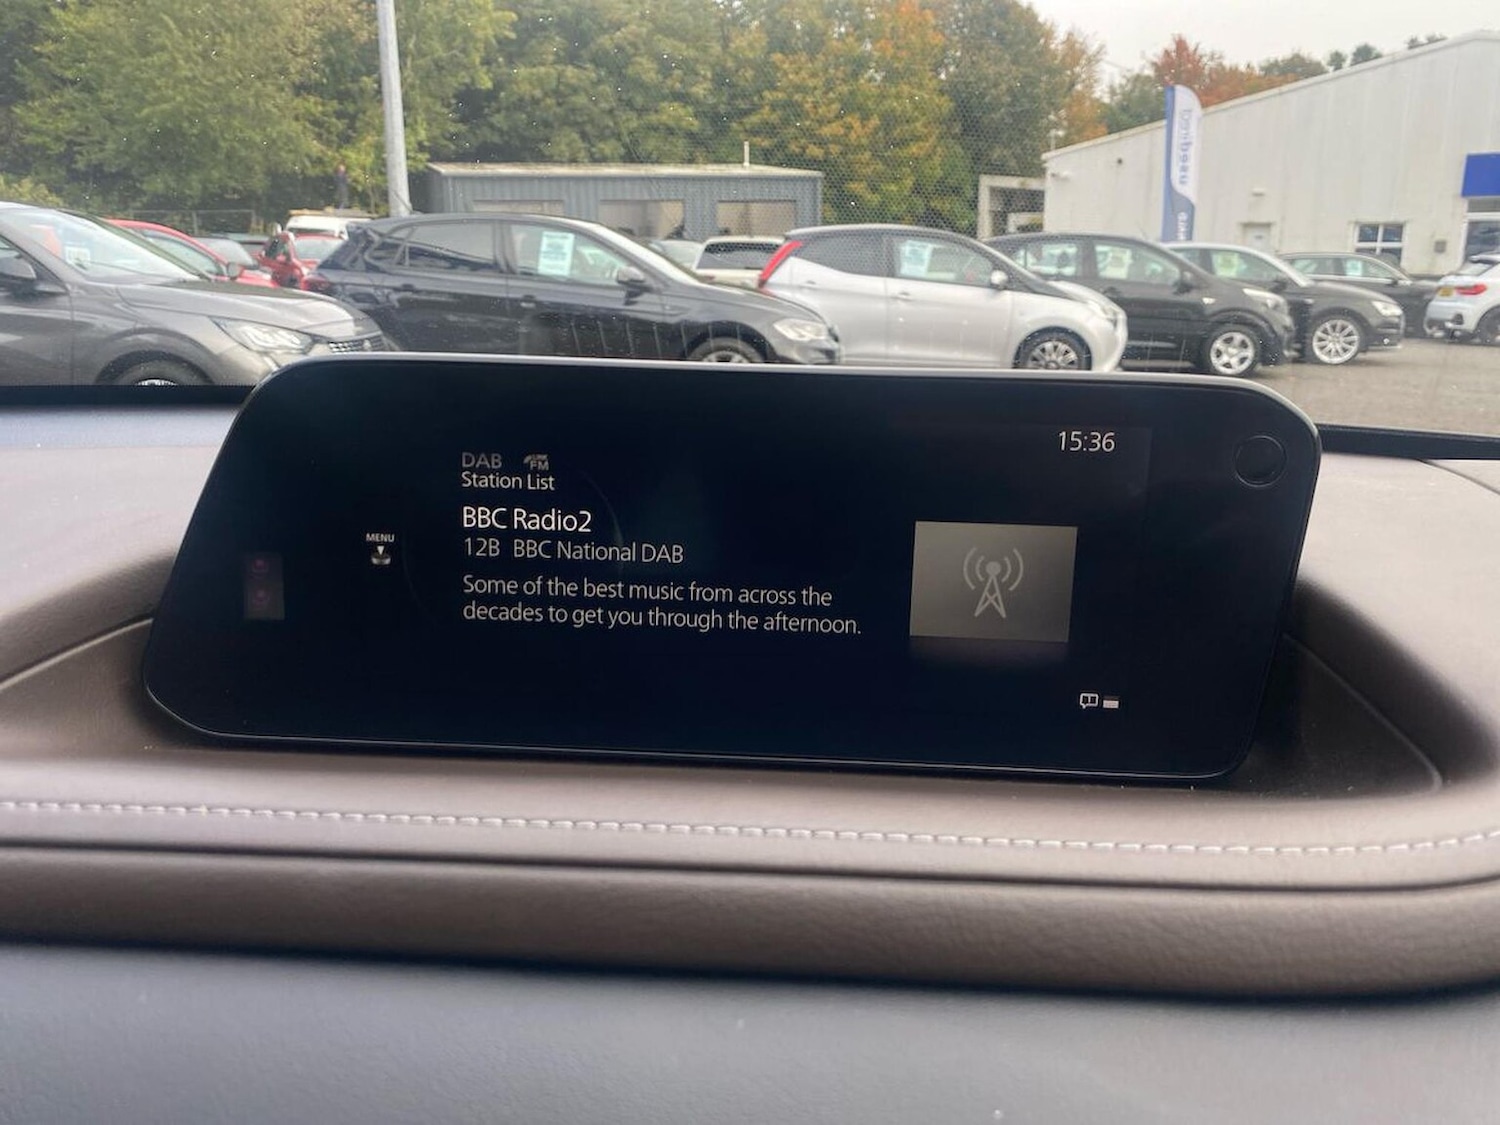 15:36
DAB LINK FM
Station List
BBC Radio2
MENU
12B BBC National DAB
Some of the best music from across the
decades to get you through the afternoon.